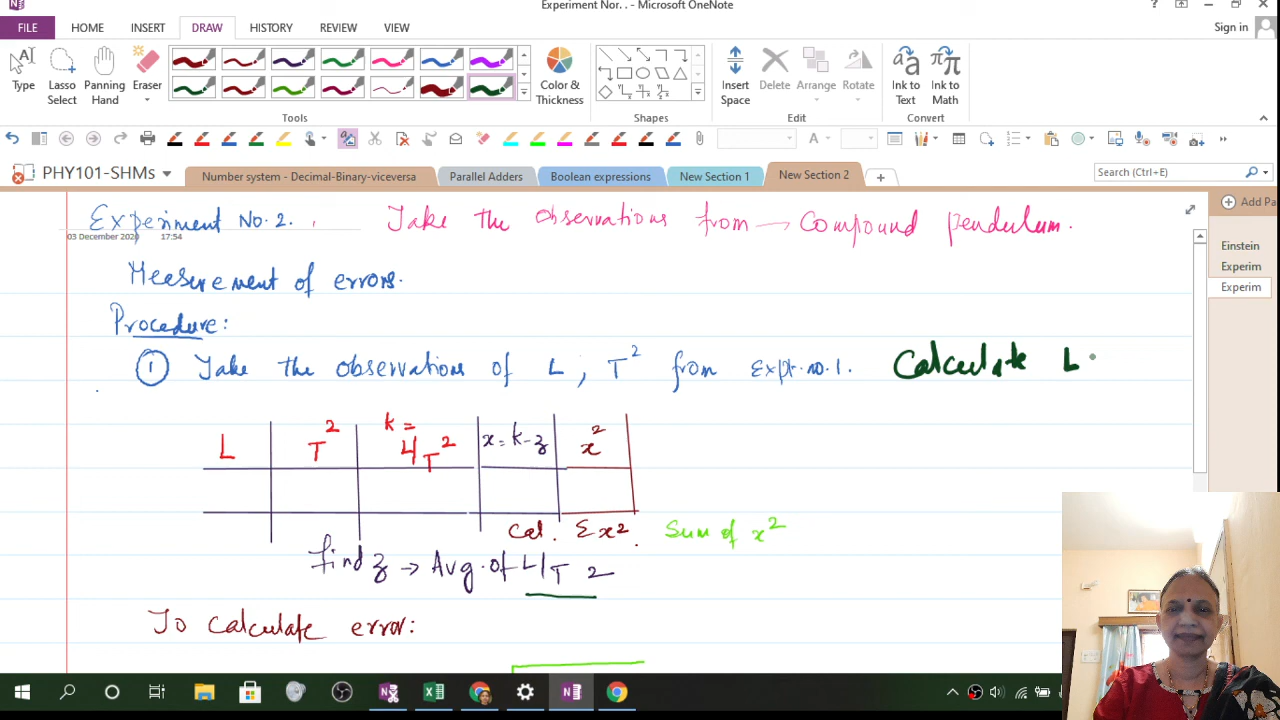 Experiment Nor. . - Microsoft OneNote
? 
Sign in
FILE HOME INSERT DRAW HISTORY REVIEW VIEW
Type Lasso Select Panning Hand Eraser Color & Thickness Insert Space Delete Arrange Rotate Ink to Text Ink to Math
Tools Shapes Edit Convert
PHY101-SHMs Number system - Decimal-Binary-viceversa Parallel Adders Boolean expressions New Section 1 New Section 2 Search (Ctrl+E)
Add Pa
Einstein
Experim
Experim
Experiment No. 2. Take the observations from → Compound pendulum.
03 December 2020 17:54
Measurement of errors.
Procedure:
① Take the observations of L, T² from Expt. no. 1. Calculate L
L T² k = L/T² x = k - z x²
Cal. Σx². Sum of x²
find z → Avg. of L/T²
To calculate error: